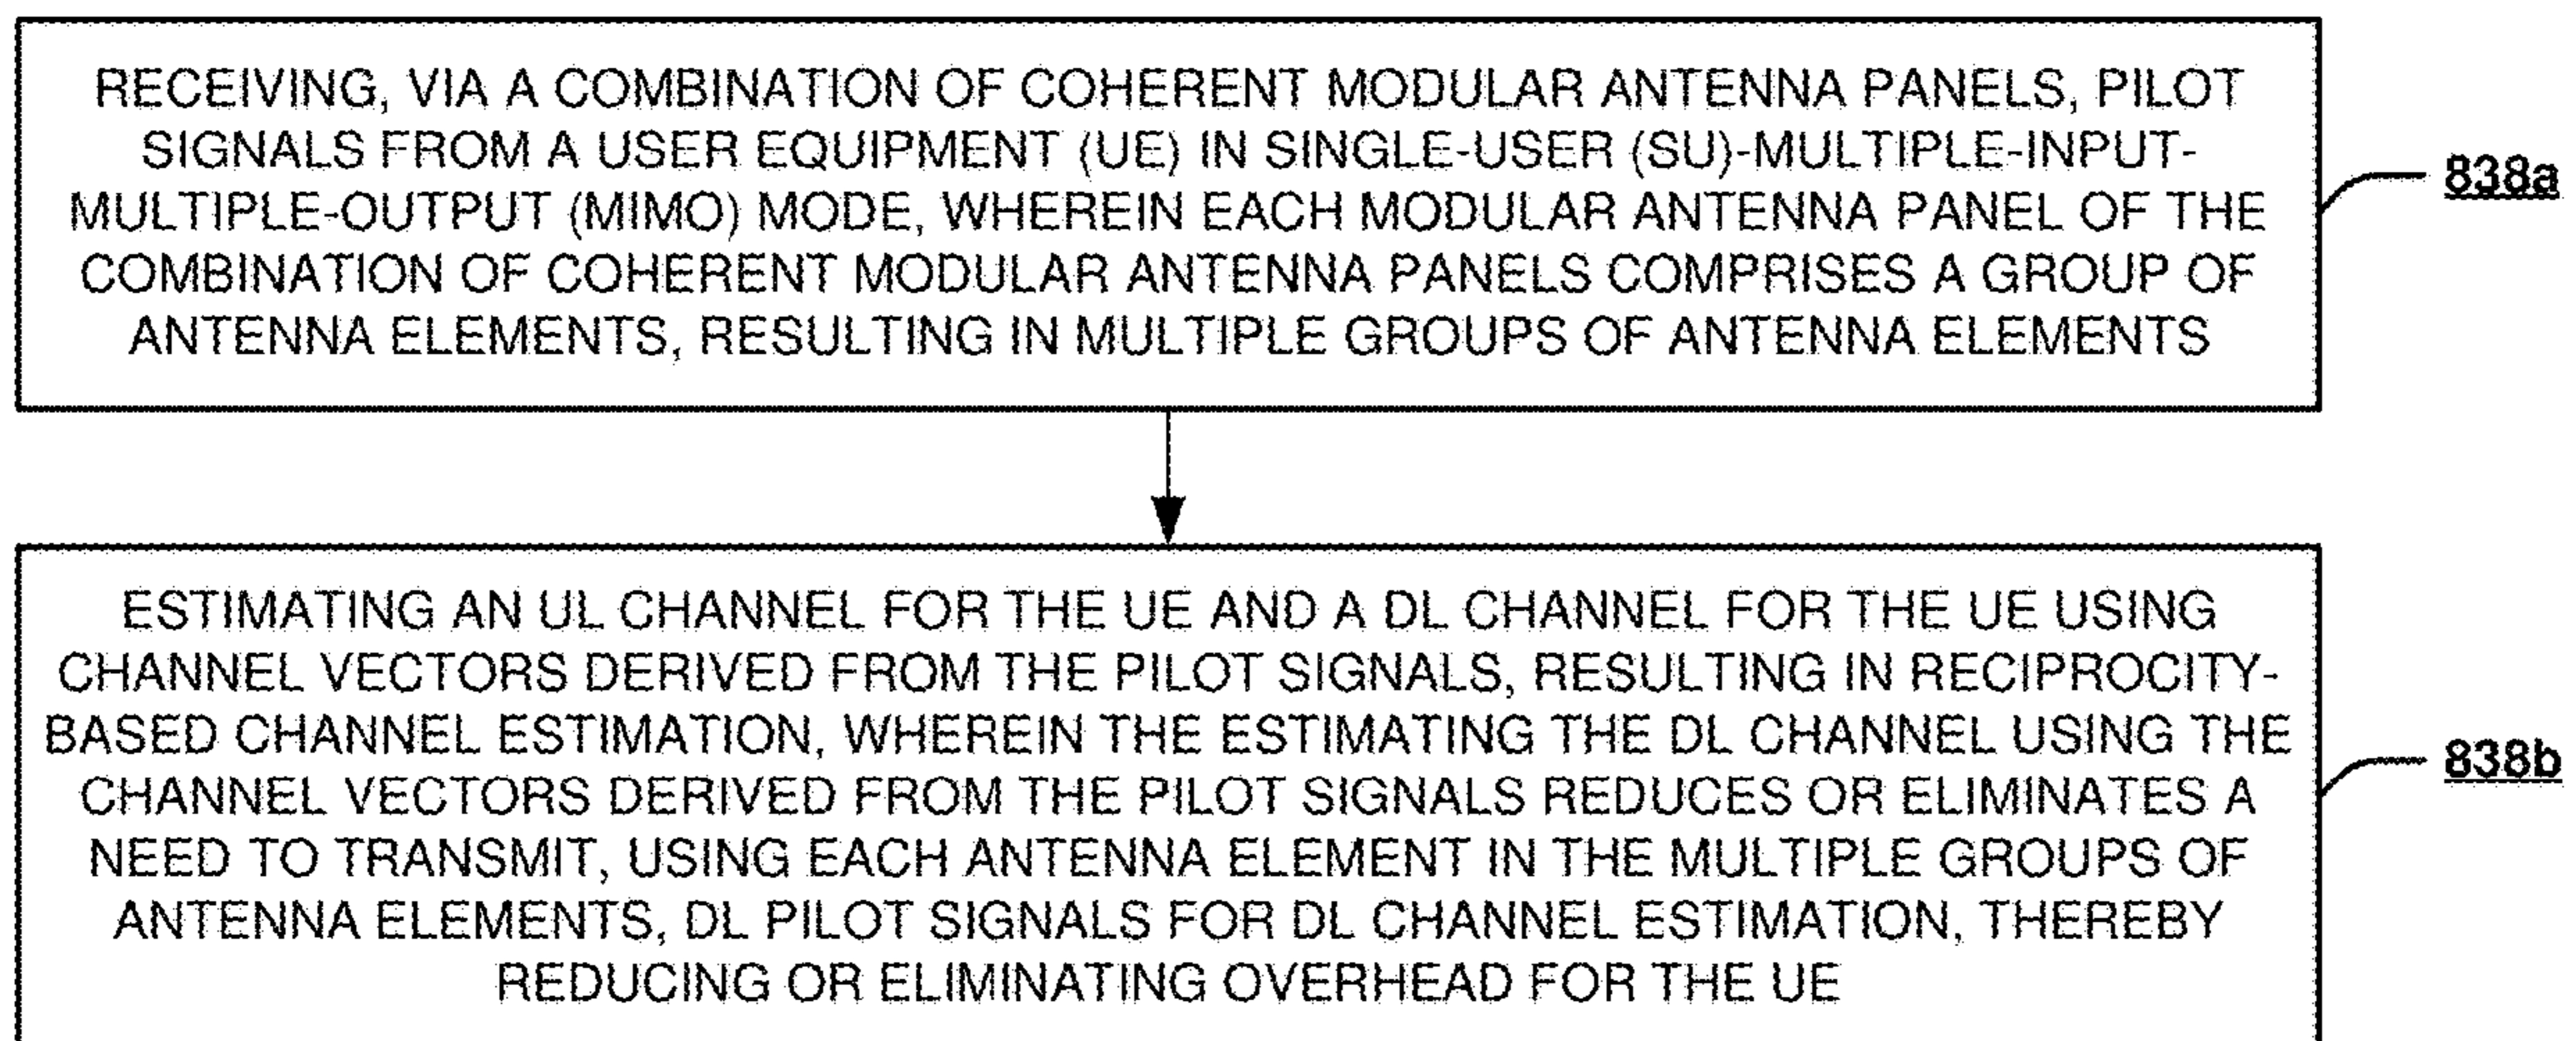 RECEIVING, VIA A COMBINATION OF COHERENT MODULAR ANTENNA PANELS, PILOT
SIGNALS FROM A USER EQUIPMENT (UE) IN SINGLE-USER (SU)-MULTIPLE-INPUT-
MULTIPLE-OUTPUT (MIMO) MODE, WHEREIN EACH MODULAR ANTENNA PANEL OF THE
COMBINATION OF COHERENT MODULAR ANTENNA PANELS COMPRISES A GROUP OF
ANTENNA ELEMENTS, RESULTING IN MULTIPLE GROUPS OF ANTENNA ELEMENTS
838a
ESTIMATING AN UL CHANNEL FOR THE UE AND A DL CHANNEL FOR THE UE USING
CHANNEL VECTORS DERIVED FROM THE PILOT SIGNALS, RESULTING IN RECIPROCITY-
BASED CHANNEL ESTIMATION, WHEREIN THE ESTIMATING THE DL CHANNEL USING THE
CHANNEL VECTORS DERIVED FROM THE PILOT SIGNALS REDUCES OR ELIMINATES A
NEED TO TRANSMIT, USING EACH ANTENNA ELEMENT IN THE MULTIPLE GROUPS OF
ANTENNA ELEMENTS, DL PILOT SIGNALS FOR DL CHANNEL ESTIMATION, THEREBY
REDUCING OR ELIMINATING OVERHEAD FOR THE UE
838b